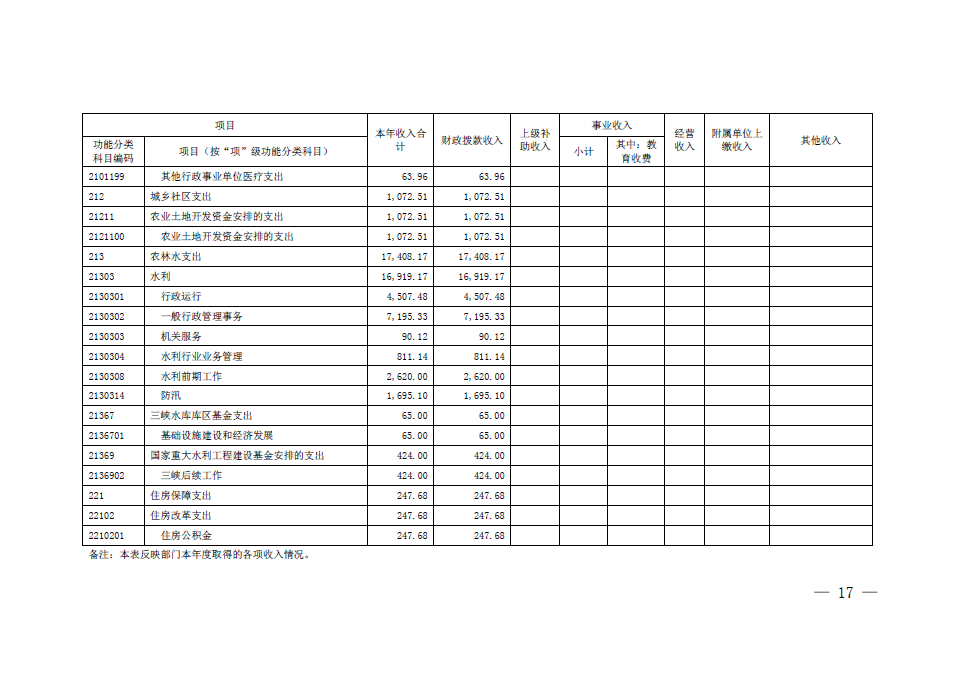 项目 本年收入合计 财政拨款收入 上级补助收入 事业收入 经营收入 附属单位上缴收入 其他收入
功能分类科目编码 项目（按“项”级功能分类科目） 小计 其中：教育收费
2101199 其他行政事业单位医疗支出 63.96 63.96
212 城乡社区支出 1,072.51 1,072.51
21211 农业土地开发资金安排的支出 1,072.51 1,072.51
2121100 农业土地开发资金安排的支出 1,072.51 1,072.51
213 农林水支出 17,408.17 17,408.17
21303 水利 16,919.17 16,919.17
2130301 行政运行 4,507.48 4,507.48
2130302 一般行政管理事务 7,195.33 7,195.33
2130303 机关服务 90.12 90.12
2130304 水利行业业务管理 811.14 811.14
2130308 水利前期工作 2,620.00 2,620.00
2130314 防汛 1,695.10 1,695.10
21367 三峡水库库区基金支出 65.00 65.00
2136701 基础设施建设和经济发展 65.00 65.00
21369 国家重大水利工程建设基金安排的支出 424.00 424.00
2136902 三峡后续工作 424.00 424.00
221 住房保障支出 247.68 247.68
22102 住房改革支出 247.68 247.68
2210201 住房公积金 247.68 247.68
备注：本表反映部门本年度取得的各项收入情况。
— 17 —